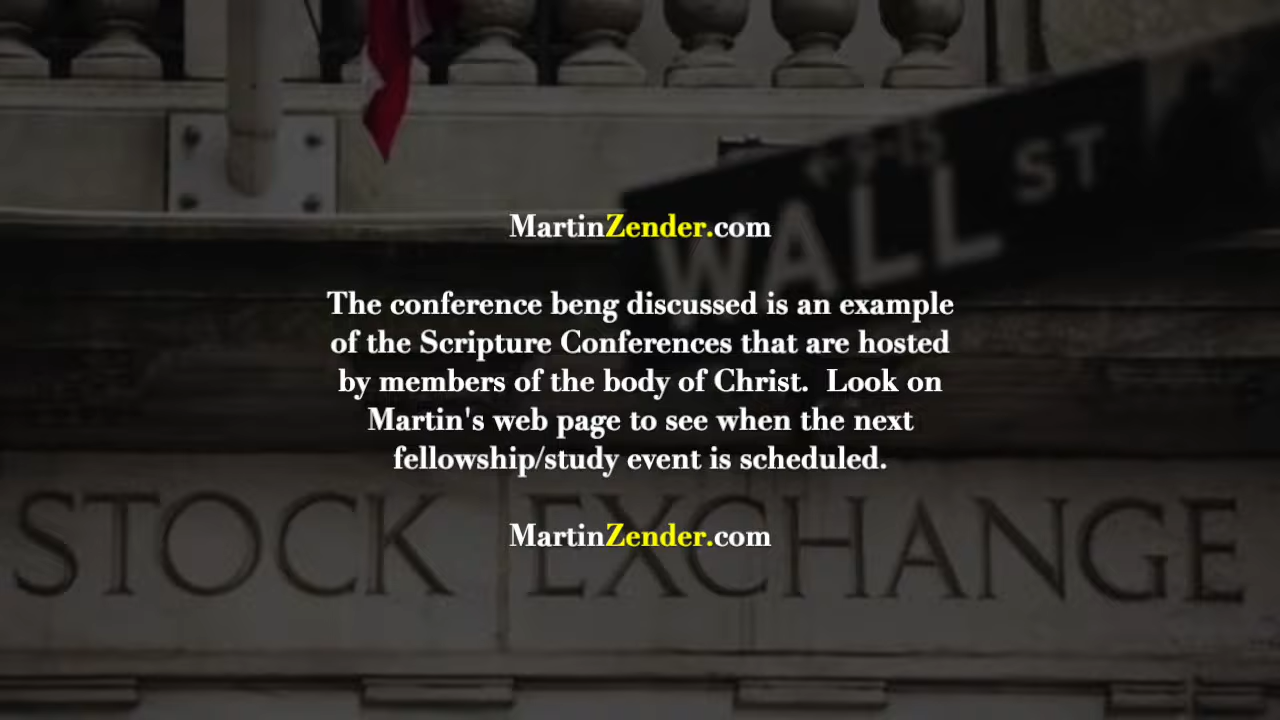 MartinZender.com
The conference beng discussed is an example
of the Scripture Conferences that are hosted
by members of the body of Christ.  Look on
Martin's web page to see when the next
fellowship/study event is scheduled.
MartinZender.com
WALL ST
STOCK EXCHANGE